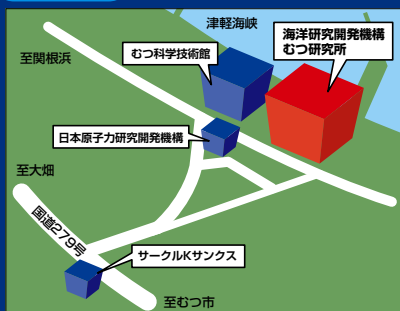 津軽海峡
海洋研究開発機構
むつ研究所
むつ科学技術館
至関根浜
日本原子力研究開発機構
至大畑
国道279号
サークルKサンクス
至むつ市